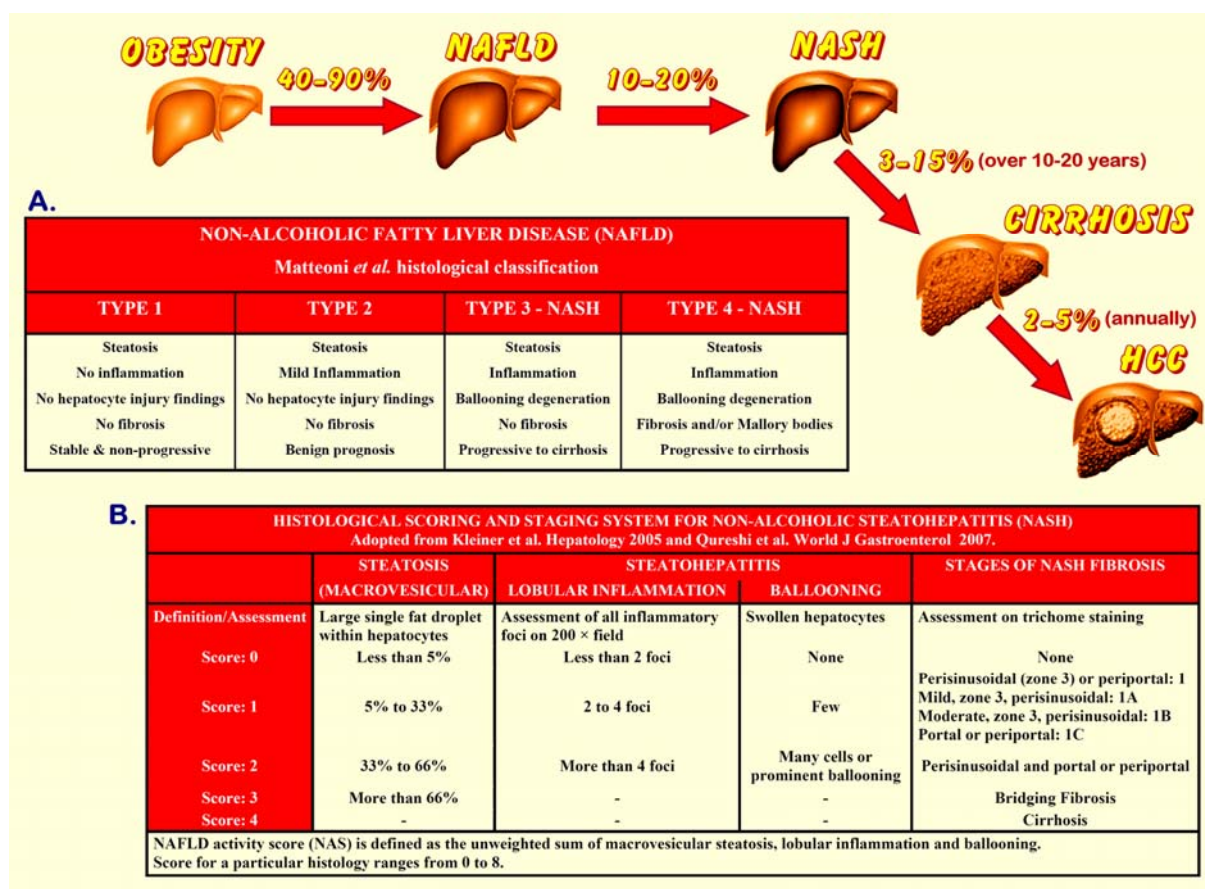 OBESITY
40-90%
NAFLD
10-20%
NASH
3-15% (over 10-20 years)
CIRRHOSIS
2-5% (annually)
HCC
A.
NON-ALCOHOLIC FATTY LIVER DISEASE (NAFLD)
Matteoni et al. histological classification
TYPE 1 TYPE 2 TYPE 3 - NASH TYPE 4 - NASH
Steatosis Steatosis Steatosis Steatosis
No inflammation Mild Inflammation Inflammation Inflammation
No hepatocyte injury findings No hepatocyte injury findings Ballooning degeneration Ballooning degeneration
No fibrosis No fibrosis No fibrosis Fibrosis and/or Mallory bodies
Stable & non-progressive Benign prognosis Progressive to cirrhosis Progressive to cirrhosis
B.
HISTOLOGICAL SCORING AND STAGING SYSTEM FOR NON-ALCOHOLIC STEATOHEPATITIS (NASH)
Adopted from Kleiner et al. Hepatology 2005 and Qureshi et al. World J Gastroenterol 2007.
STEATOSIS STEATOHEPATITIS STAGES OF NASH FIBROSIS
(MACROVESICULAR) LOBULAR INFLAMMATION BALLOONING
Definition/Assessment Large single fat droplet Assessment of all inflammatory Swollen hepatocytes Assessment on trichome staining
within hepatocytes foci on 200 × field
Score: 0 Less than 5% Less than 2 foci None None
Perisinusoidal (zone 3) or periportal: 1
Score: 1 5% to 33% 2 to 4 foci Few Mild, zone 3, perisinusoidal: 1A
Moderate, zone 3, perisinusoidal: 1B
Portal or periportal: 1C
Score: 2 33% to 66% More than 4 foci Many cells or Perisinusoidal and portal or periportal
prominent ballooning
Score: 3 More than 66% - - Bridging Fibrosis
Score: 4 - - - Cirrhosis
NAFLD activity score (NAS) is defined as the unweighted sum of macrovesicular steatosis, lobular inflammation and ballooning.
Score for a particular histology ranges from 0 to 8.